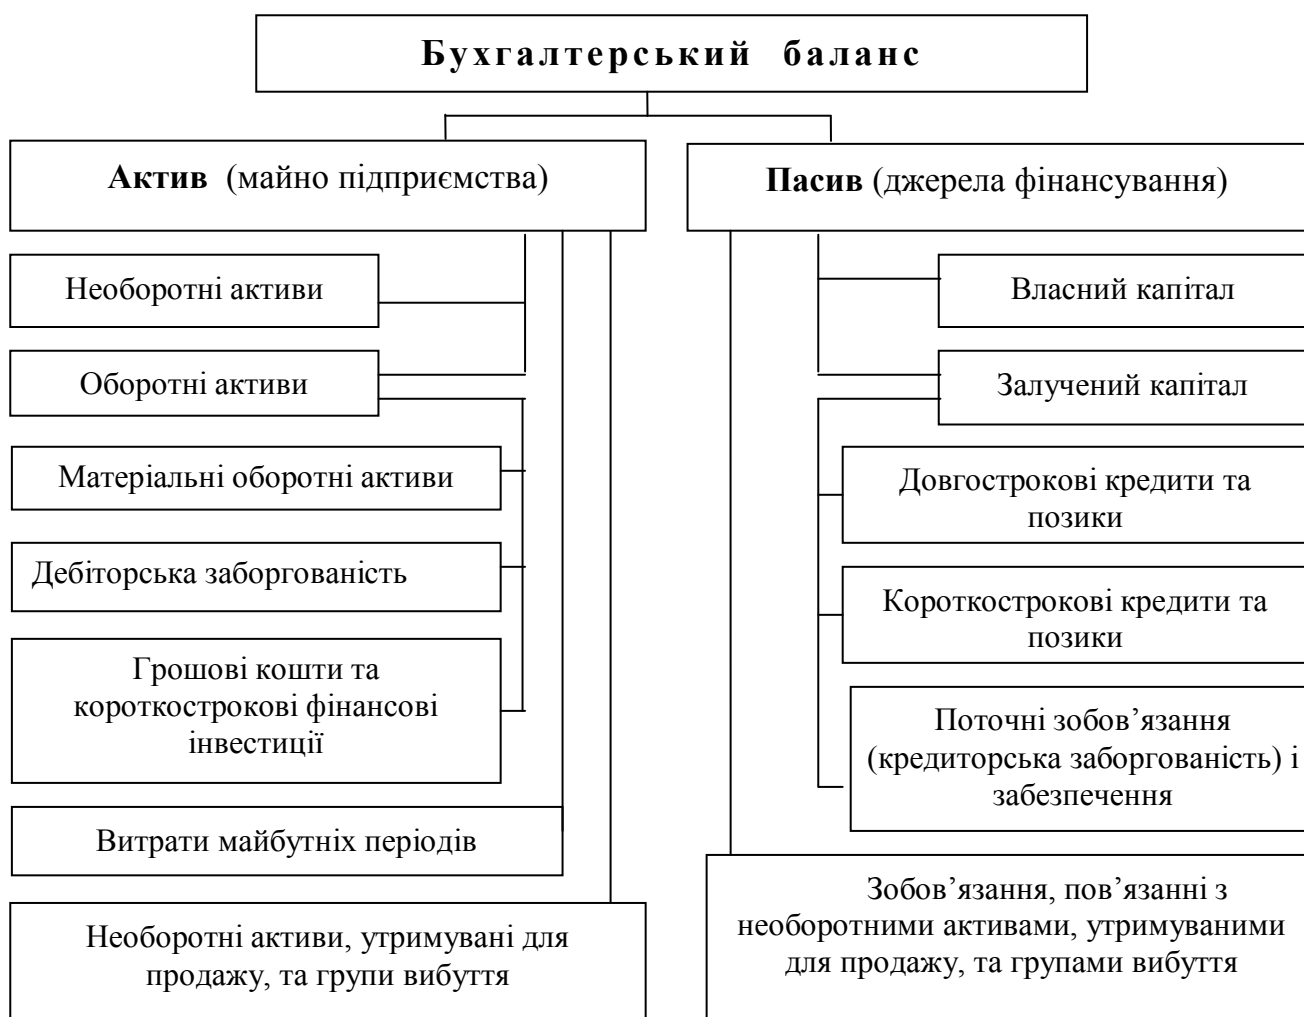 Бухгалтерський баланс
Актив (майно підприємства)
Пасив (джерела фінансування)
Необоротні активи
Власний капітал
Оборотні активи
Залучений капітал
Матеріальні оборотні активи
Довгострокові кредити та
позики
Дебіторська заборгованість
Короткострокові кредити та
позики
Грошові кошти та
короткострокові фінансові
інвестиції
Поточні зобов’язання
(кредиторська заборгованість) і
забезпечення
Витрати майбутніх періодів
Зобов’язання, пов’язанні з
необоротними активами, утримуваними
для продажу, та групами вибуття
Необоротні активи, утримувані для
продажу, та групи вибуття